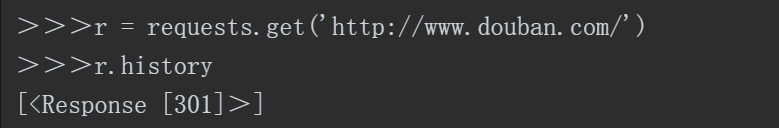 >>>r = requests.get('http://www.douban.com/')
>>>r.history
[<Response [301]>]